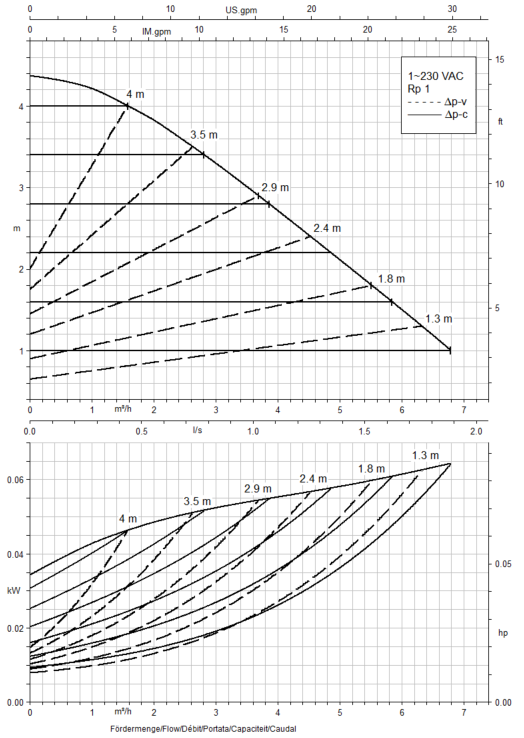 0 10 US.gpm 20 30
0 5 IM.gpm 10 15 20 25
1~230 VAC
Rp 1
Δp-v
Δp-c
15
ft
4 m
4
3.5 m
3
2.9 m
10
m
2.4 m
2
1.8 m
5
1.3 m
1
0 1 m³/h 2 3 4 5 6 7
0.0 0.5 l/s 1.0 1.5 2.0
1.3 m
1.8 m
0.06
2.4 m
2.9 m
3.5 m
4 m
0.04
0.05
kW
0.02
hp
0.00
0.00
0 1 m³/h 2 3 4 5 6 7
Fördermenge/Flow/Débit/Portata/Capaciteit/Caudal